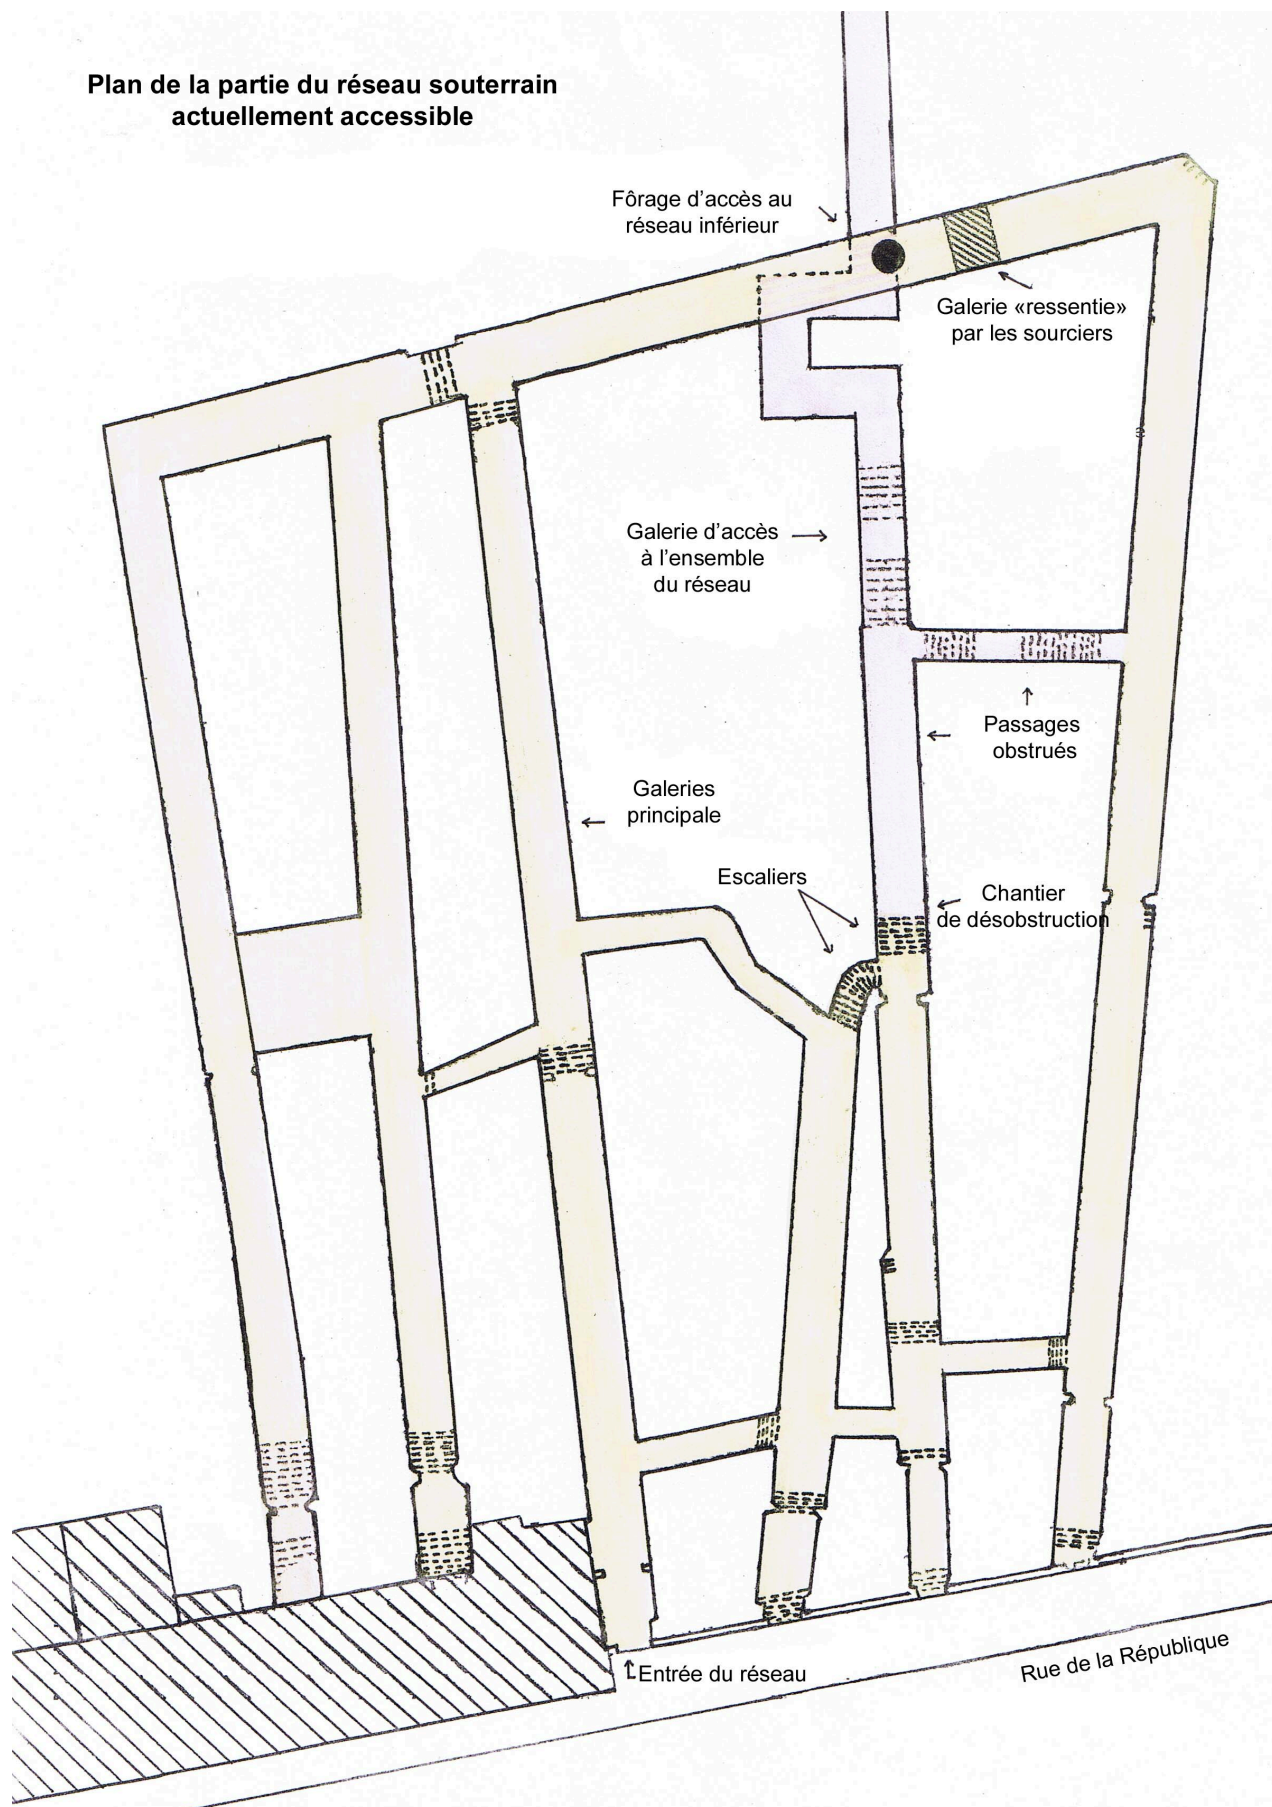 Plan de la partie du réseau souterrain
actuellement accessible
Fôrage d'accès au
réseau inférieur
Galerie «ressentie»
par les sourciers
Galerie d'accès
à l'ensemble
du réseau
Passages
obstrués
Galeries
principale
Escaliers
Chantier
de désobstruction
Entrée du réseau
Rue de la République